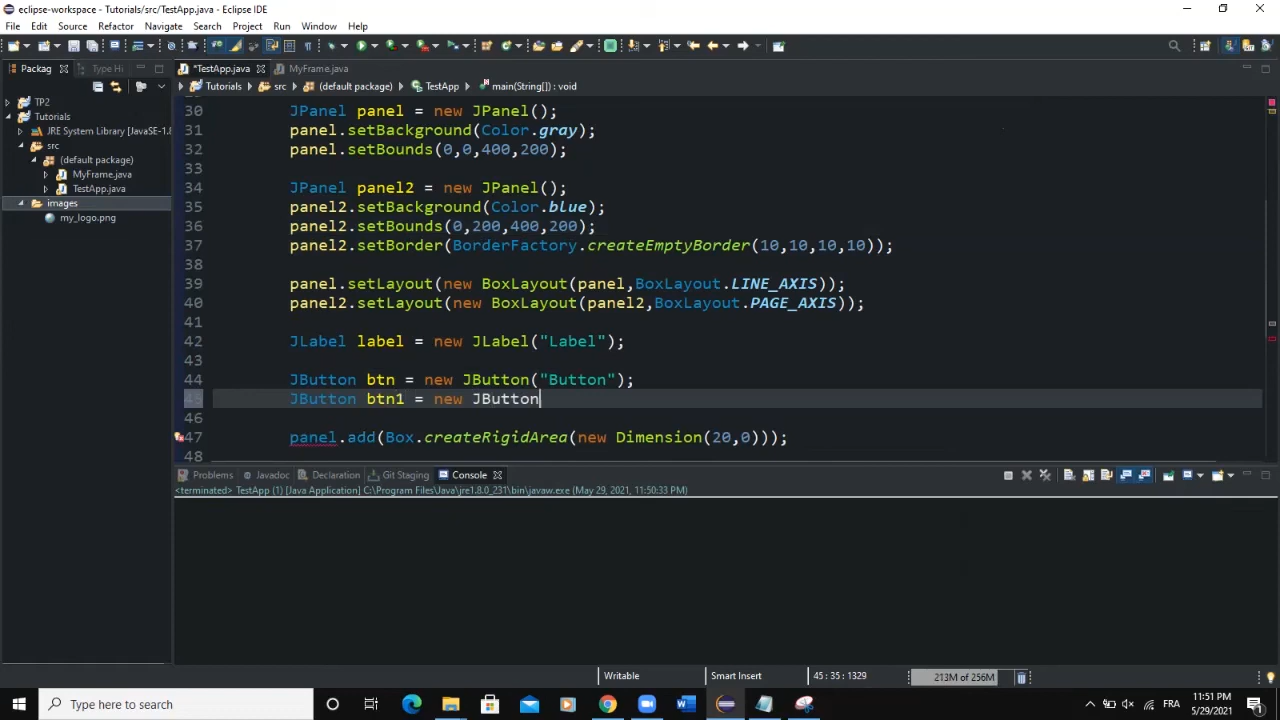 eclipse-workspace - Tutorials/src/TestApp.java - Eclipse IDE
File Edit Source Refactor Navigate Search Project Run Window Help
Packag Type Hi
*TestApp.java MyFrame.java
Tutorials src (default package) TestApp main(String[]) : void
TP2
Tutorials
JRE System Library [JavaSE-1.
src
(default package)
MyFrame.java
TestApp.java
images
my_logo.png
30 JPanel panel = new JPanel();
31 panel.setBackground(Color.gray);
32 panel.setBounds(0,0,400,200);
33
34 JPanel panel2 = new JPanel();
35 panel2.setBackground(Color.blue);
36 panel2.setBounds(0,200,400,200);
37 panel2.setBorder(BorderFactory.createEmptyBorder(10,10,10,10));
38
39 panel.setLayout(new BoxLayout(panel,BoxLayout.LINE_AXIS));
40 panel2.setLayout(new BoxLayout(panel2,BoxLayout.PAGE_AXIS));
41
42 JLabel label = new JLabel("Label");
43
44 JButton btn = new JButton("Button");
45 JButton btn1 = new JButton
46
47 panel.add(Box.createRigidArea(new Dimension(20,0)));
48
Problems Javadoc Declaration Git Staging Console
<terminated> TestApp (1) [Java Application] C:\Program Files\Java\jre1.8.0_231\bin\javaw.exe (May 29, 2021, 11:50:33 PM)
Writable Smart Insert 45 : 35 : 1329 213M of 256M
Type here to search
FRA
11:51 PM
5/29/2021